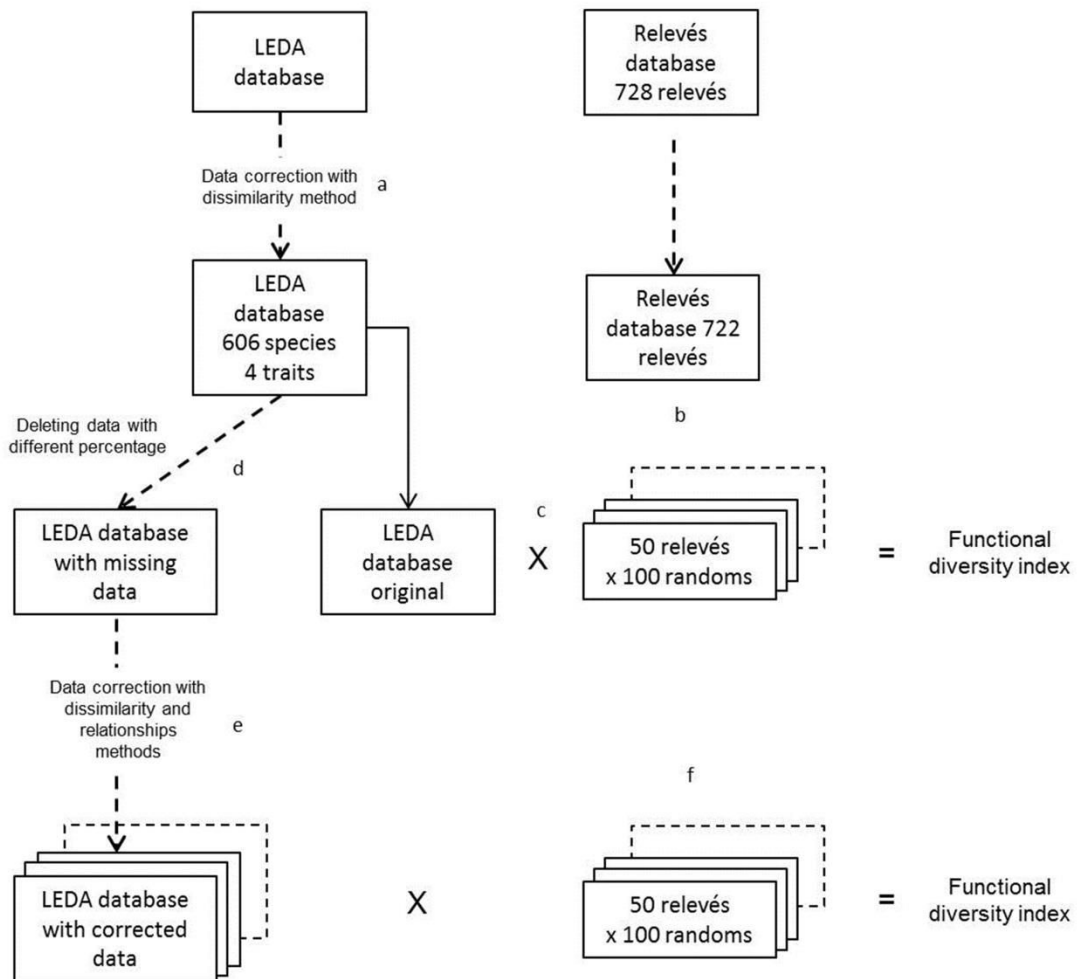 LEDA
database
Relevés
database
728 relevés
Data correction with
dissimilarity method
a
LEDA
database
606 species
4 traits
Relevés
database 722
relevés
Deleting data with
different percentage
d
b
LEDA database
with missing
data
LEDA
database
original
c
X
50 relevés
x 100 randoms
=
Functional
diversity index
Data correction with
dissimilarity and
relationships
methods
e
f
LEDA database
with corrected
data
X
50 relevés
x 100 randoms
=
Functional
diversity index